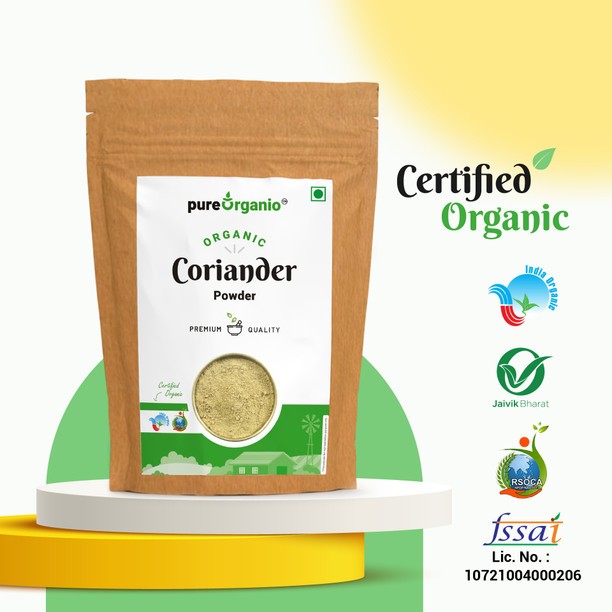 pureOrganio
ORGANIC
Coriander
Powder
PREMIUM QUALITY
Certified
Organic
Certified
Organic
India Organic
Jaivik Bharat
RSOCA
fssai
Lic. No. :
10721004000206